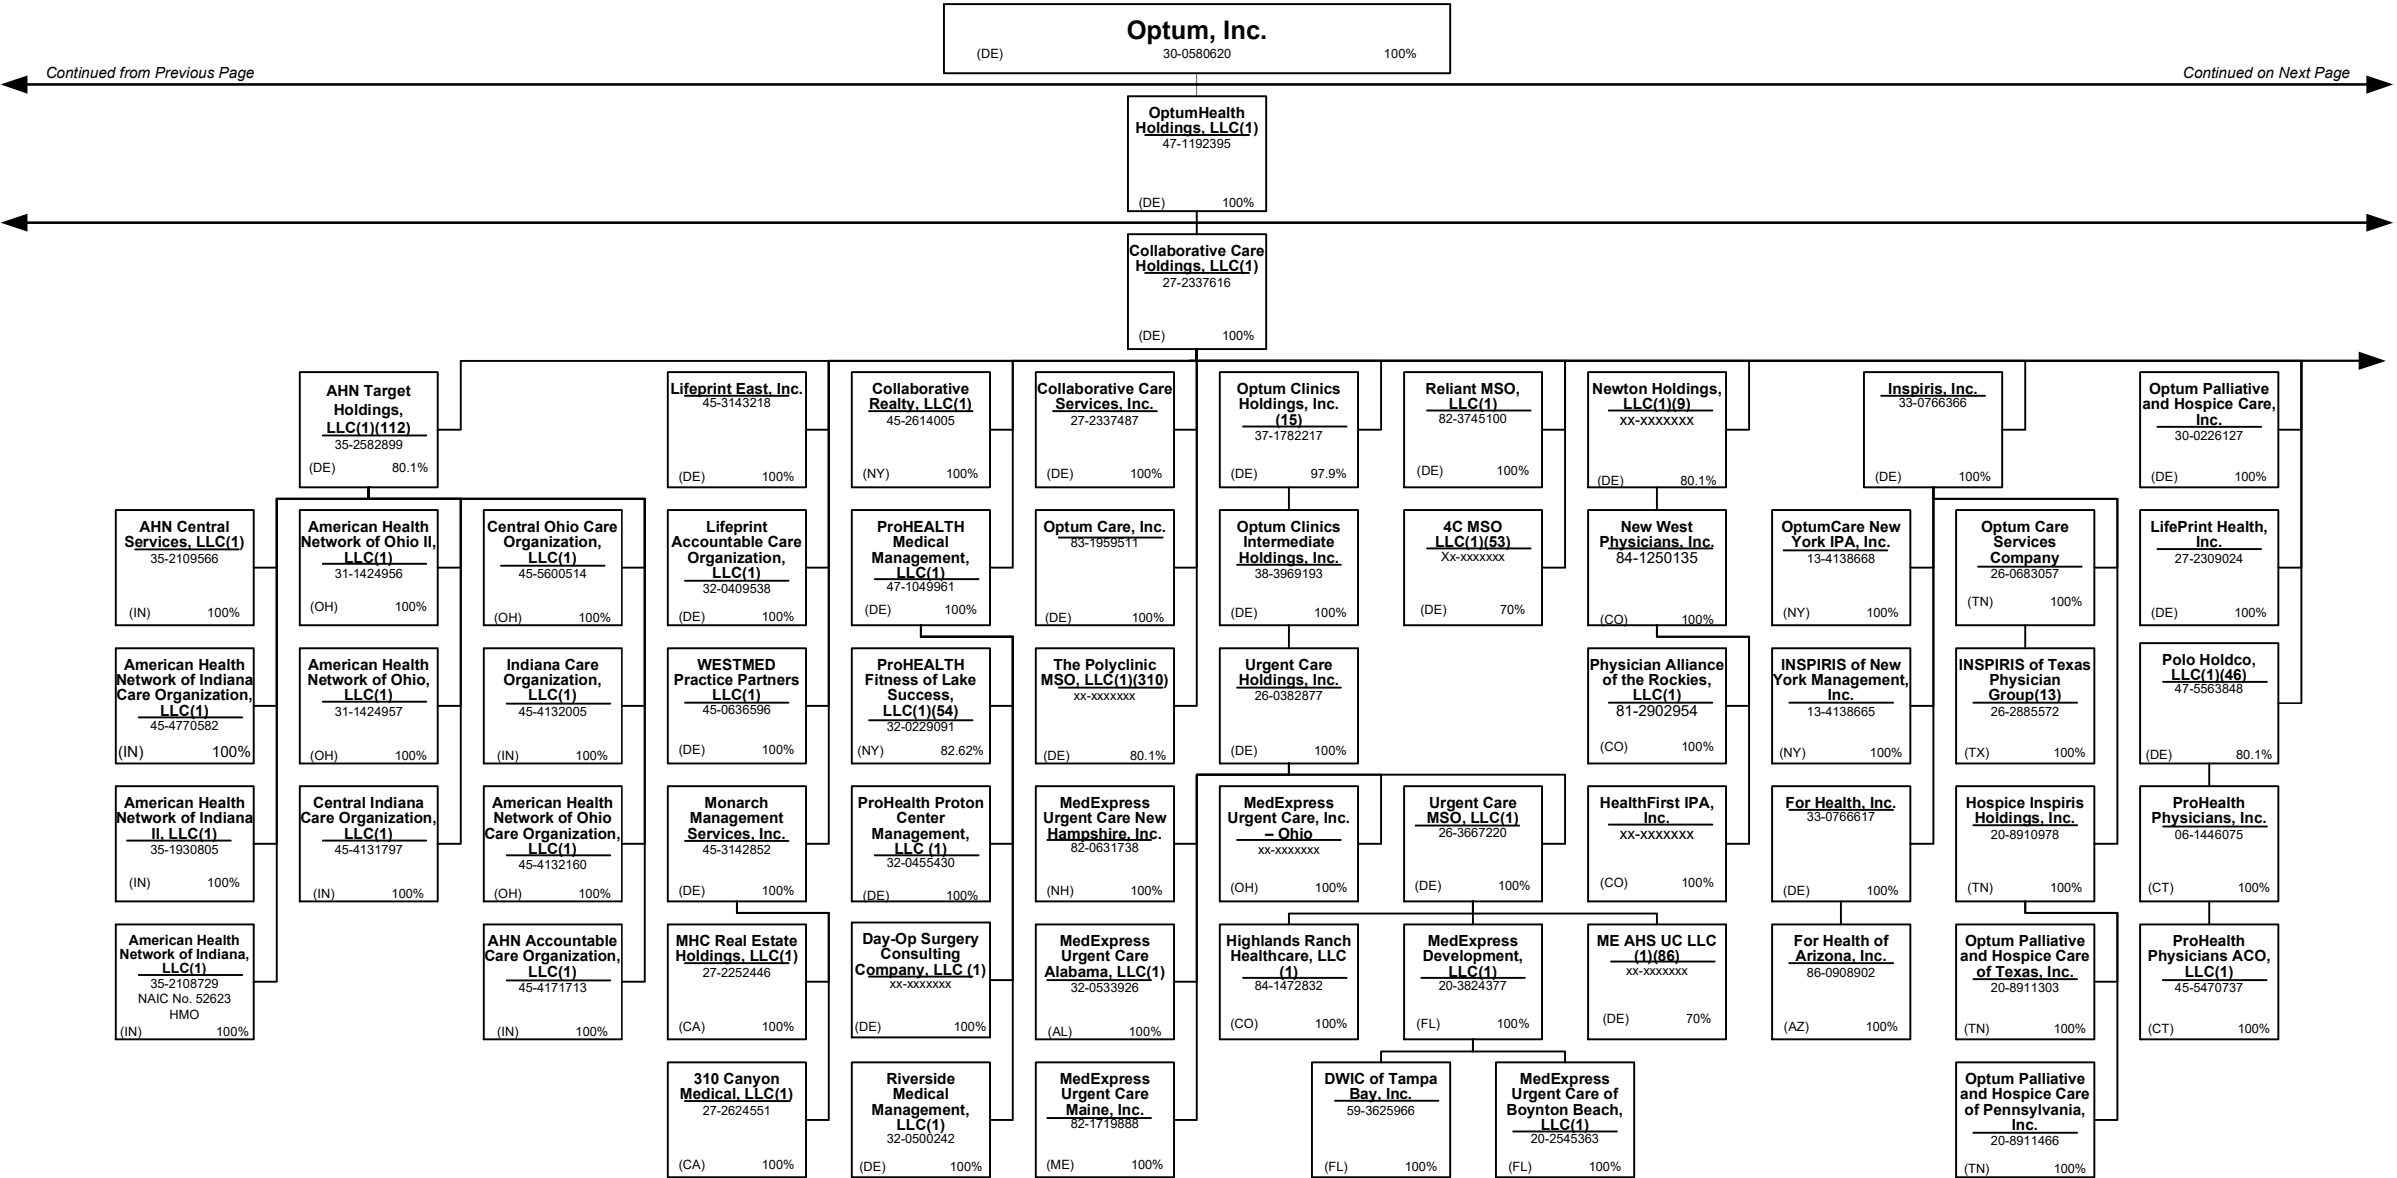 Optum, Inc.
(DE) 30-0580620 100%
Continued from Previous Page
Continued on Next Page
OptumHealth
Holdings, LLC(1)
47-1192395
(DE) 100%
Collaborative Care
Holdings, LLC(1)
27-2337616
(DE) 100%
AHN Target
Holdings,
LLC(1)(112)
35-2582899
(DE) 80.1%
Lifeprint East, Inc.
45-3143218
(DE) 100%
Collaborative
Realty, LLC(1)
45-2614005
(NY) 100%
Collaborative Care
Services, Inc.
27-2337487
(DE) 100%
Optum Clinics
Holdings, Inc.
(15)
37-1782217
(DE) 97.9%
Reliant MSO,
LLC(1)
82-3745100
(DE) 100%
Newton Holdings,
LLC(1)(9)
xx-xxxxxxx
(DE) 80.1%
Inspiris, Inc.
33-0766366
(DE) 100%
Optum Palliative
and Hospice Care,
Inc.
30-0226127
(DE) 100%
AHN Central
Services, LLC(1)
35-2109566
(IN) 100%
American Health
Network of Ohio II,
LLC(1)
31-1424956
(OH) 100%
Central Ohio Care
Organization,
LLC(1)
45-5600514
(OH) 100%
Lifeprint
Accountable Care
Organization,
LLC(1)
32-0409538
(DE) 100%
ProHEALTH
Medical
Management,
LLC(1)
47-1049961
(DE) 100%
Optum Care, Inc.
83-1959511
(DE) 100%
Optum Clinics
Intermediate
Holdings, Inc.
38-3969193
(DE) 100%
4C MSO
LLC(1)(53)
Xx-xxxxxxx
(DE) 70%
New West
Physicians, Inc.
84-1250135
(CO) 100%
OptumCare New
York IPA, Inc.
13-4138668
(NY) 100%
Optum Care
Services
Company
26-0683057
(TN) 100%
LifePrint Health,
Inc.
27-2309024
(DE) 100%
American Health
Network of Indiana
Care Organization,
LLC(1)
45-4770582
(IN) 100%
American Health
Network of Ohio,
LLC(1)
31-1424957
(OH) 100%
Indiana Care
Organization,
LLC(1)
45-4132005
(IN) 100%
WESTMED
Practice Partners
LLC(1)
45-0636596
(DE) 100%
ProHEALTH
Fitness of Lake
Success,
LLC(1)(54)
32-0229091
(NY) 82.62%
The Polyclinic
MSO, LLC(1)(310)
xx-xxxxxxx
(DE) 80.1%
Urgent Care
Holdings, Inc.
26-0382877
(DE) 100%
Physician Alliance
of the Rockies,
LLC(1)
81-2902954
(CO) 100%
INSPIRIS of New
York Management,
Inc.
13-4138665
(NY) 100%
INSPIRIS of Texas
Physician
Group(13)
26-2885572
(TX) 100%
Polo Holdco,
LLC(1)(46)
47-5563848
(DE) 80.1%
American Health
Network of Indiana
II, LLC(1)
35-1930805
(IN) 100%
Central Indiana
Care Organization,
LLC(1)
45-4131797
(IN) 100%
American Health
Network of Ohio
Care Organization,
LLC(1)
45-4132160
(OH) 100%
Monarch
Management
Services, Inc.
45-3142852
(DE) 100%
ProHealth Proton
Center
Management,
LLC (1)
32-0455430
(DE) 100%
MedExpress
Urgent Care New
Hampshire, Inc.
82-0631738
(NH) 100%
MedExpress
Urgent Care, Inc.
– Ohio
xx-xxxxxxx
(OH) 100%
Urgent Care
MSO, LLC(1)
26-3667220
(DE) 100%
HealthFirst IPA,
Inc.
xx-xxxxxxx
(CO) 100%
For Health, Inc.
33-0766617
(DE) 100%
Hospice Inspiris
Holdings, Inc.
20-8910978
(TN) 100%
ProHealth
Physicians, Inc.
06-1446075
(CT) 100%
American Health
Network of Indiana,
LLC(1)
35-2108729
NAIC No. 52623
HMO
(IN) 100%
AHN Accountable
Care Organization,
LLC(1)
45-4171713
(IN) 100%
MHC Real Estate
Holdings, LLC(1)
27-2252446
(CA) 100%
Day-Op Surgery
Consulting
Company, LLC (1)
xx-xxxxxxx
(DE) 100%
MedExpress
Urgent Care
Alabama, LLC(1)
32-0533926
(AL) 100%
Highlands Ranch
Healthcare, LLC
(1)
84-1472832
(CO) 100%
MedExpress
Development,
LLC(1)
20-3824377
(FL) 100%
ME AHS UC LLC
(1)(86)
xx-xxxxxxx
(DE) 70%
For Health of
Arizona, Inc.
86-0908902
(AZ) 100%
Optum Palliative
and Hospice Care
of Texas, Inc.
20-8911303
(TN) 100%
ProHealth
Physicians ACO,
LLC(1)
45-5470737
(CT) 100%
310 Canyon
Medical, LLC(1)
27-2624551
(CA) 100%
Riverside
Medical
Management,
LLC(1)
32-0500242
(DE) 100%
MedExpress
Urgent Care
Maine, Inc.
82-1719888
(ME) 100%
DWIC of Tampa
Bay, Inc.
59-3625966
(FL) 100%
MedExpress
Urgent Care of
Boynton Beach,
LLC(1)
20-2545363
(FL) 100%
Optum Palliative
and Hospice Care
of Pennsylvania,
Inc.
20-8911466
(TN) 100%